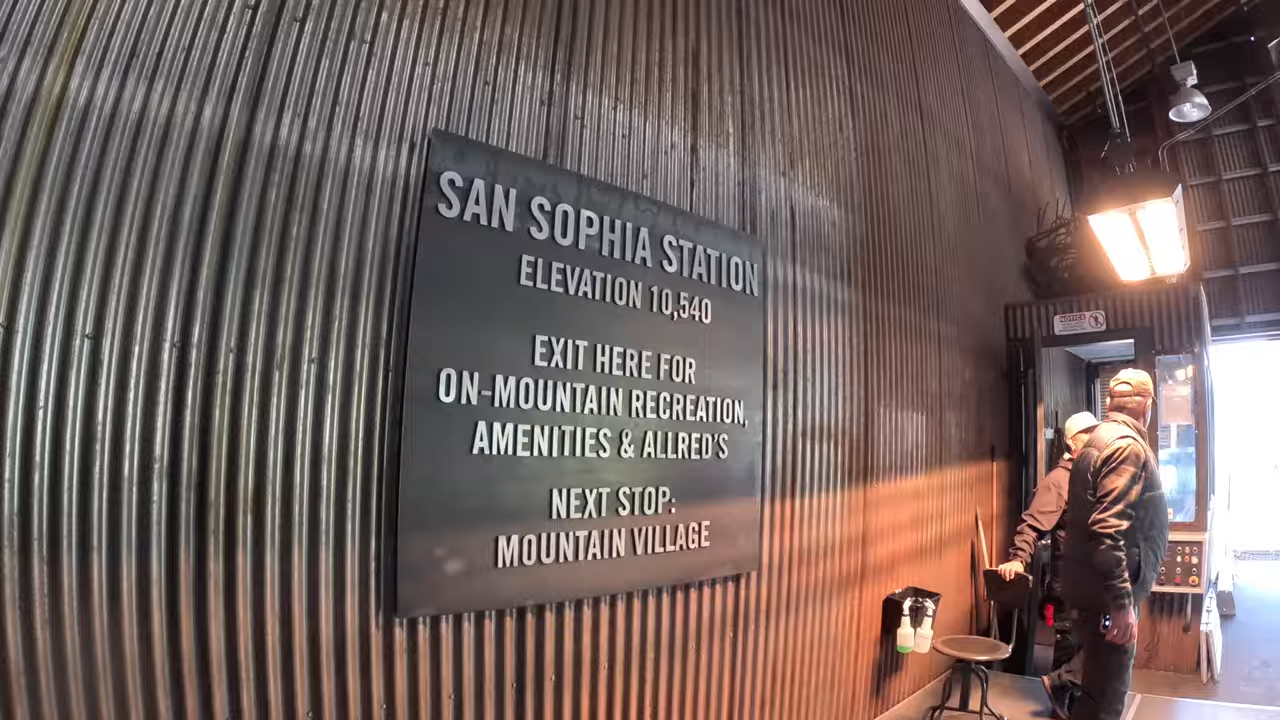 SAN SOPHIA STATION
ELEVATION 10,540
EXIT HERE FOR
ON-MOUNTAIN RECREATION,
AMENITIES & ALLRED'S
NEXT STOP:
MOUNTAIN VILLAGE
NOTICE